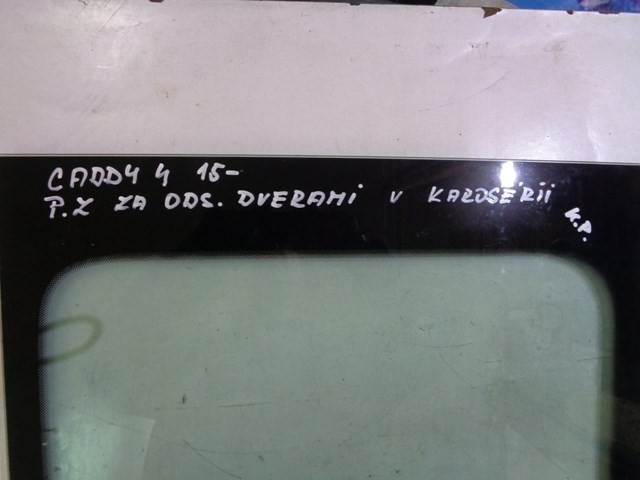 CADDY 4 15-
P.Z ZA ODS. DVERAMI V KAROSÉRII
K.P.